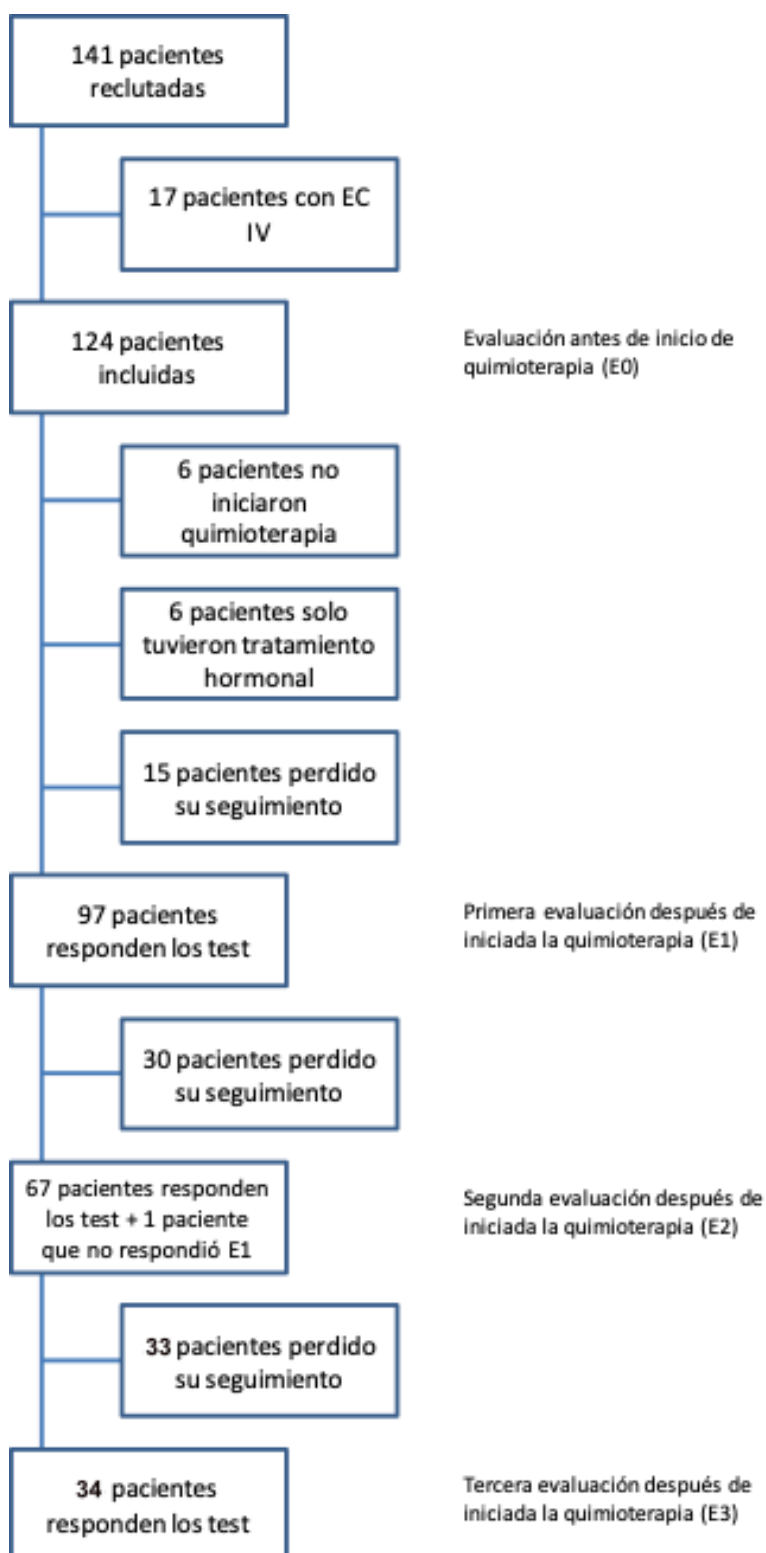 141 pacientes
reclutadas
17 pacientes con EC
IV
124 pacientes
incluidas
Evaluación antes de inicio de
quimioterapia (E0)
6 pacientes no
iniciaron
quimioterapia
6 pacientes solo
tuvieron tratamiento
hormonal
15 pacientes perdido
su seguimiento
97 pacientes
responden los test
Primera evaluación después de
iniciada la quimioterapia (E1)
30 pacientes perdido
su seguimiento
67 pacientes responden
los test + 1 paciente
que no respondió E1
Segunda evaluación después de
iniciada la quimioterapia (E2)
33 pacientes perdido
su seguimiento
34 pacientes
responden los test
Tercera evaluación después de
iniciada la quimioterapia (E3)